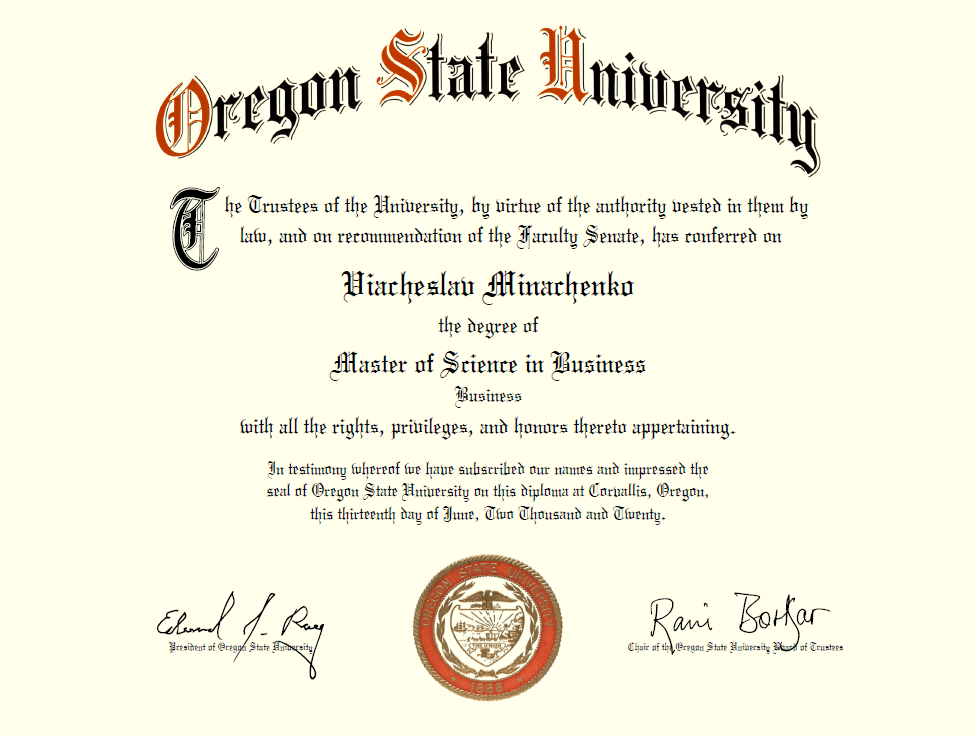 Oregon State University
The Trustees of the University, by virtue of the authority vested in them by
law, and on recommendation of the Faculty Senate, has conferred on
Viacheslav Minachenko
the degree of
Master of Science in Business
Business
with all the rights, privileges, and honors thereto appertaining.
In testimony whereof we have subscribed our names and impressed the
seal of Oregon State University on this diploma at Corvallis, Oregon,
this thirteenth day of June, Two Thousand and Twenty.
OREGON STATE UNIVERSITY
THE UNION
1868
Edward J. Ray
President of Oregon State University
Rani Borkar
Chair of the Oregon State University Board of Trustees